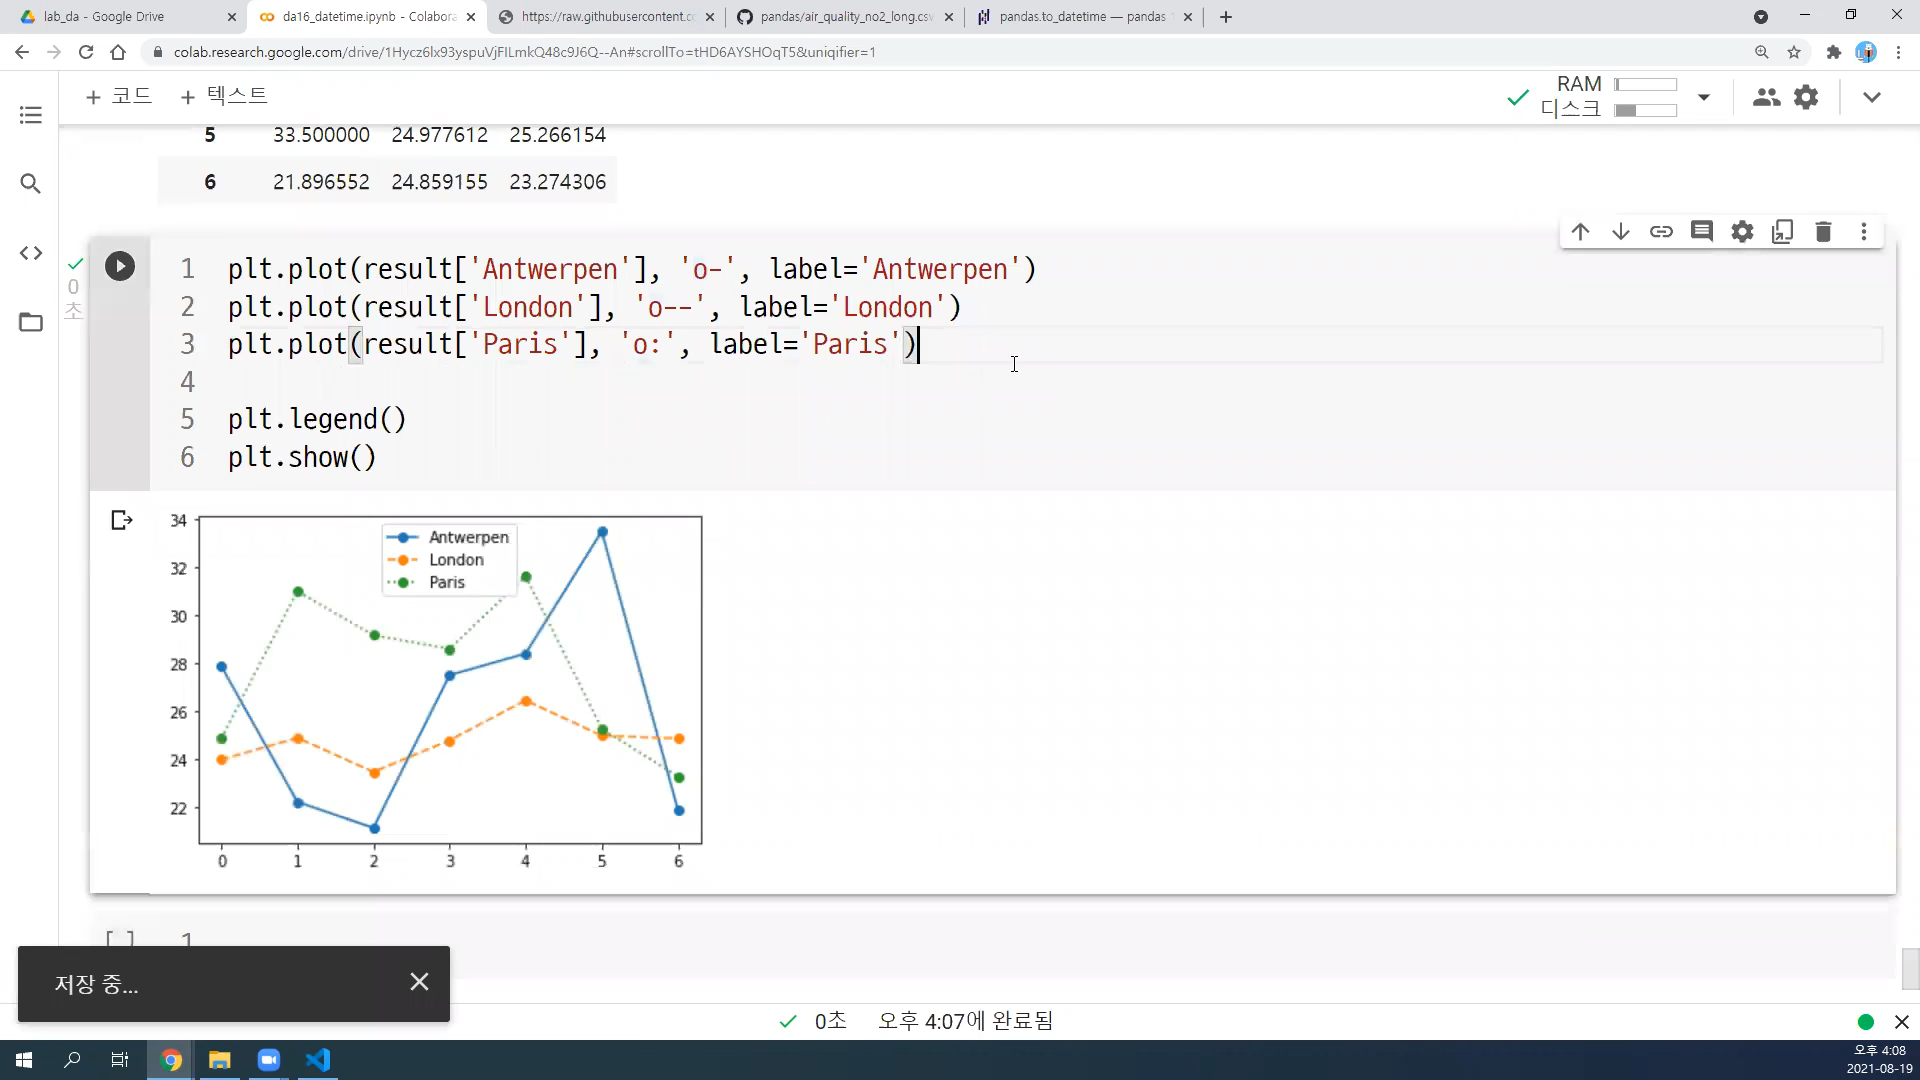 lab_da - Google Drive
da16_datetime.ipynb - Colabora
https://raw.githubusercontent.cc
pandas/air_quality_no2_long.csv
pandas.to_datetime — pandas 1
colab.research.google.com/drive/1Hycz6lx93yspuVjFILmkQ48c9J6Q--An#scrollTo=tHD6AYSHOqT5&uniqifier=1
+ 코드 + 텍스트
RAM
디스크
5 33.500000 24.977612 25.266154
6 21.896552 24.859155 23.274306
0
초
1 plt.plot(result['Antwerpen'], 'o-', label='Antwerpen')
2 plt.plot(result['London'], 'o--', label='London')
3 plt.plot(result['Paris'], 'o:', label='Paris')
4
5 plt.legend()
6 plt.show()
34
32
30
28
26
24
22
Antwerpen
London
Paris
0 1 2 3 4 5 6
[ ] 1
저장 중...
0초 오후 4:07에 완료됨
오후 4:08
2021-08-19